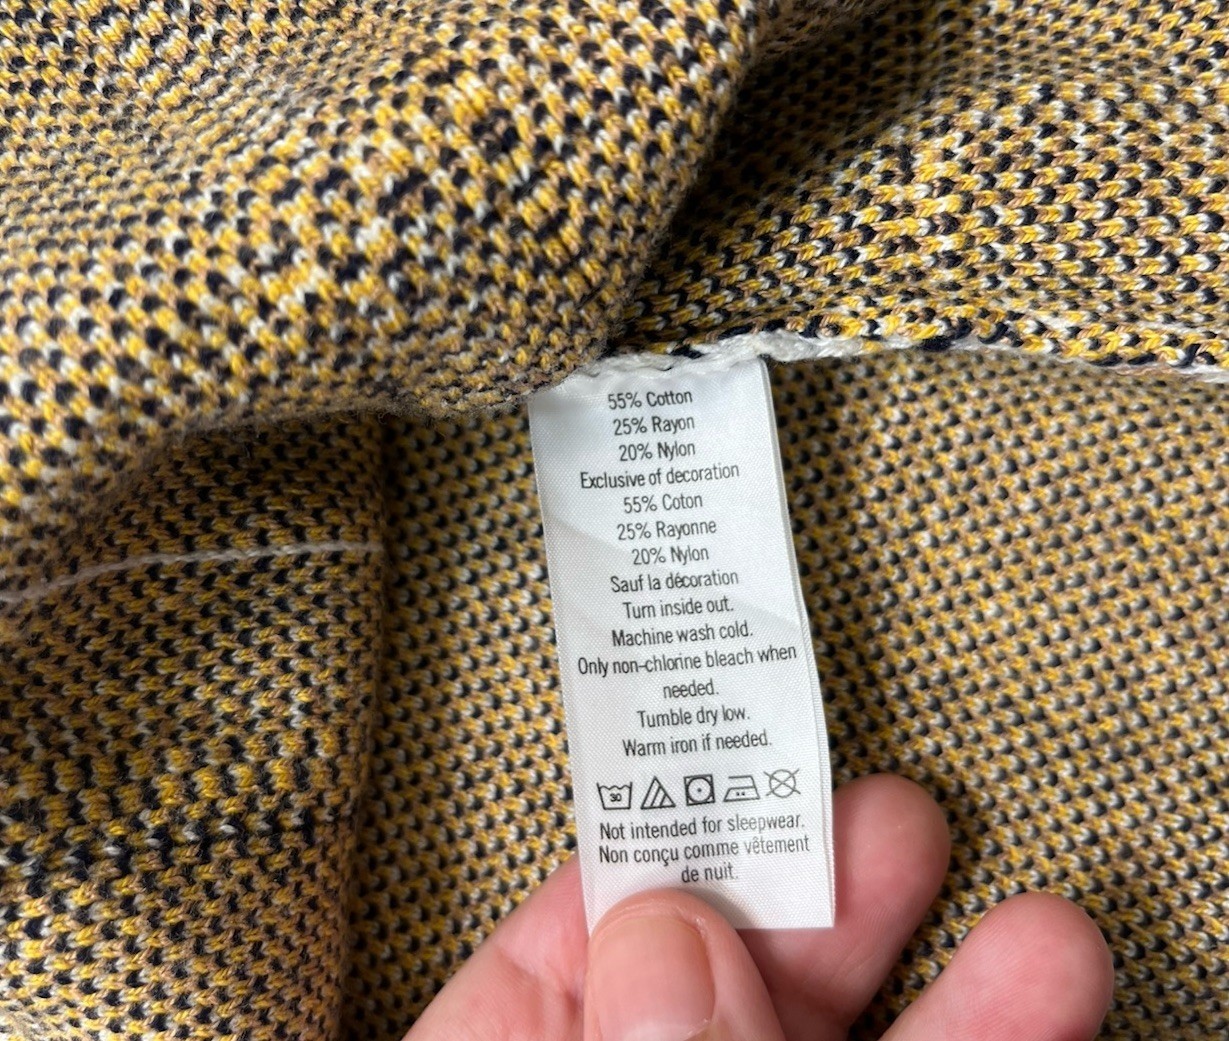 55% Cotton
25% Rayon
20% Nylon
Exclusive of decoration
55% Coton
25% Rayonne
20% Nylon
Sauf la décoration
Turn inside out.
Machine wash cold.
Only non-chlorine bleach when
needed.
Tumble dry low.
Warm iron if needed.
30
Not intended for sleepwear.
Non conçu comme vêtement
de nuit.